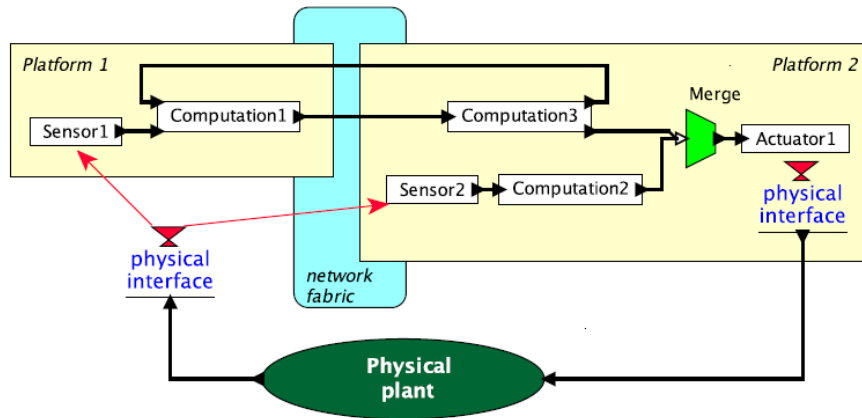 Platform 1
Platform 2
Merge
Computation1
Computation3
Sensor1
Actuator1
Sensor2
Computation2
physical
interface
physical
interface
network
fabric
Physical
plant